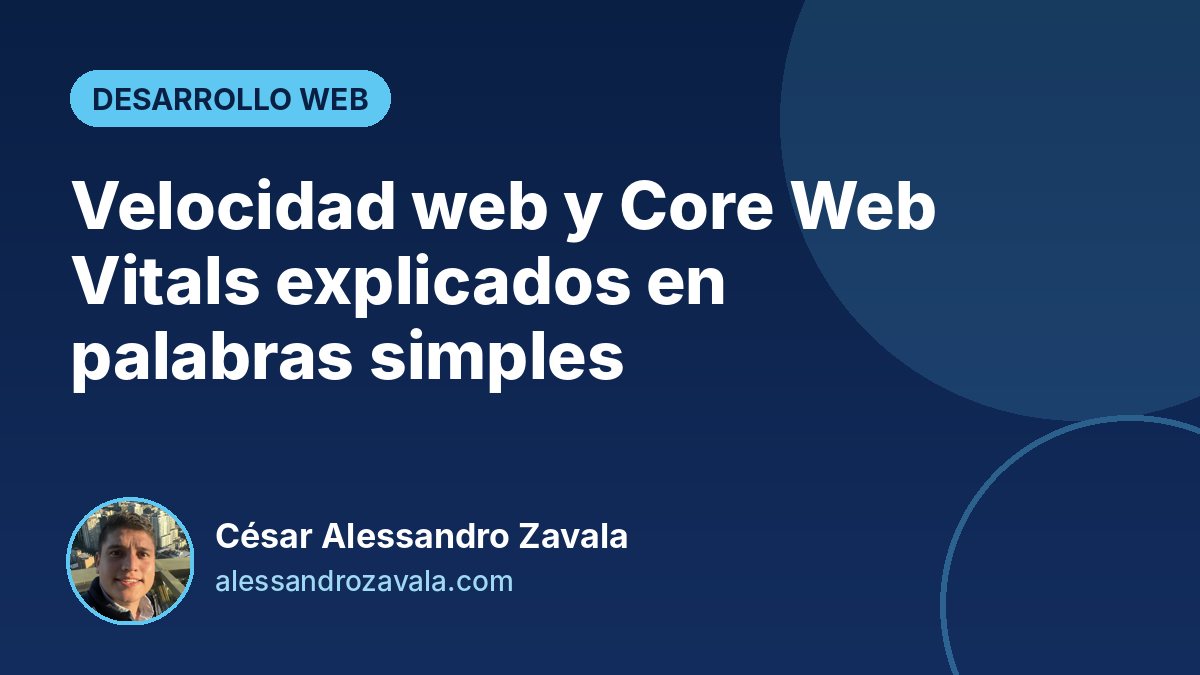 DESARROLLO WEB
Velocidad web y Core Web
Vitals explicados en
palabras simples
César Alessandro Zavala
alessandrozavala.com